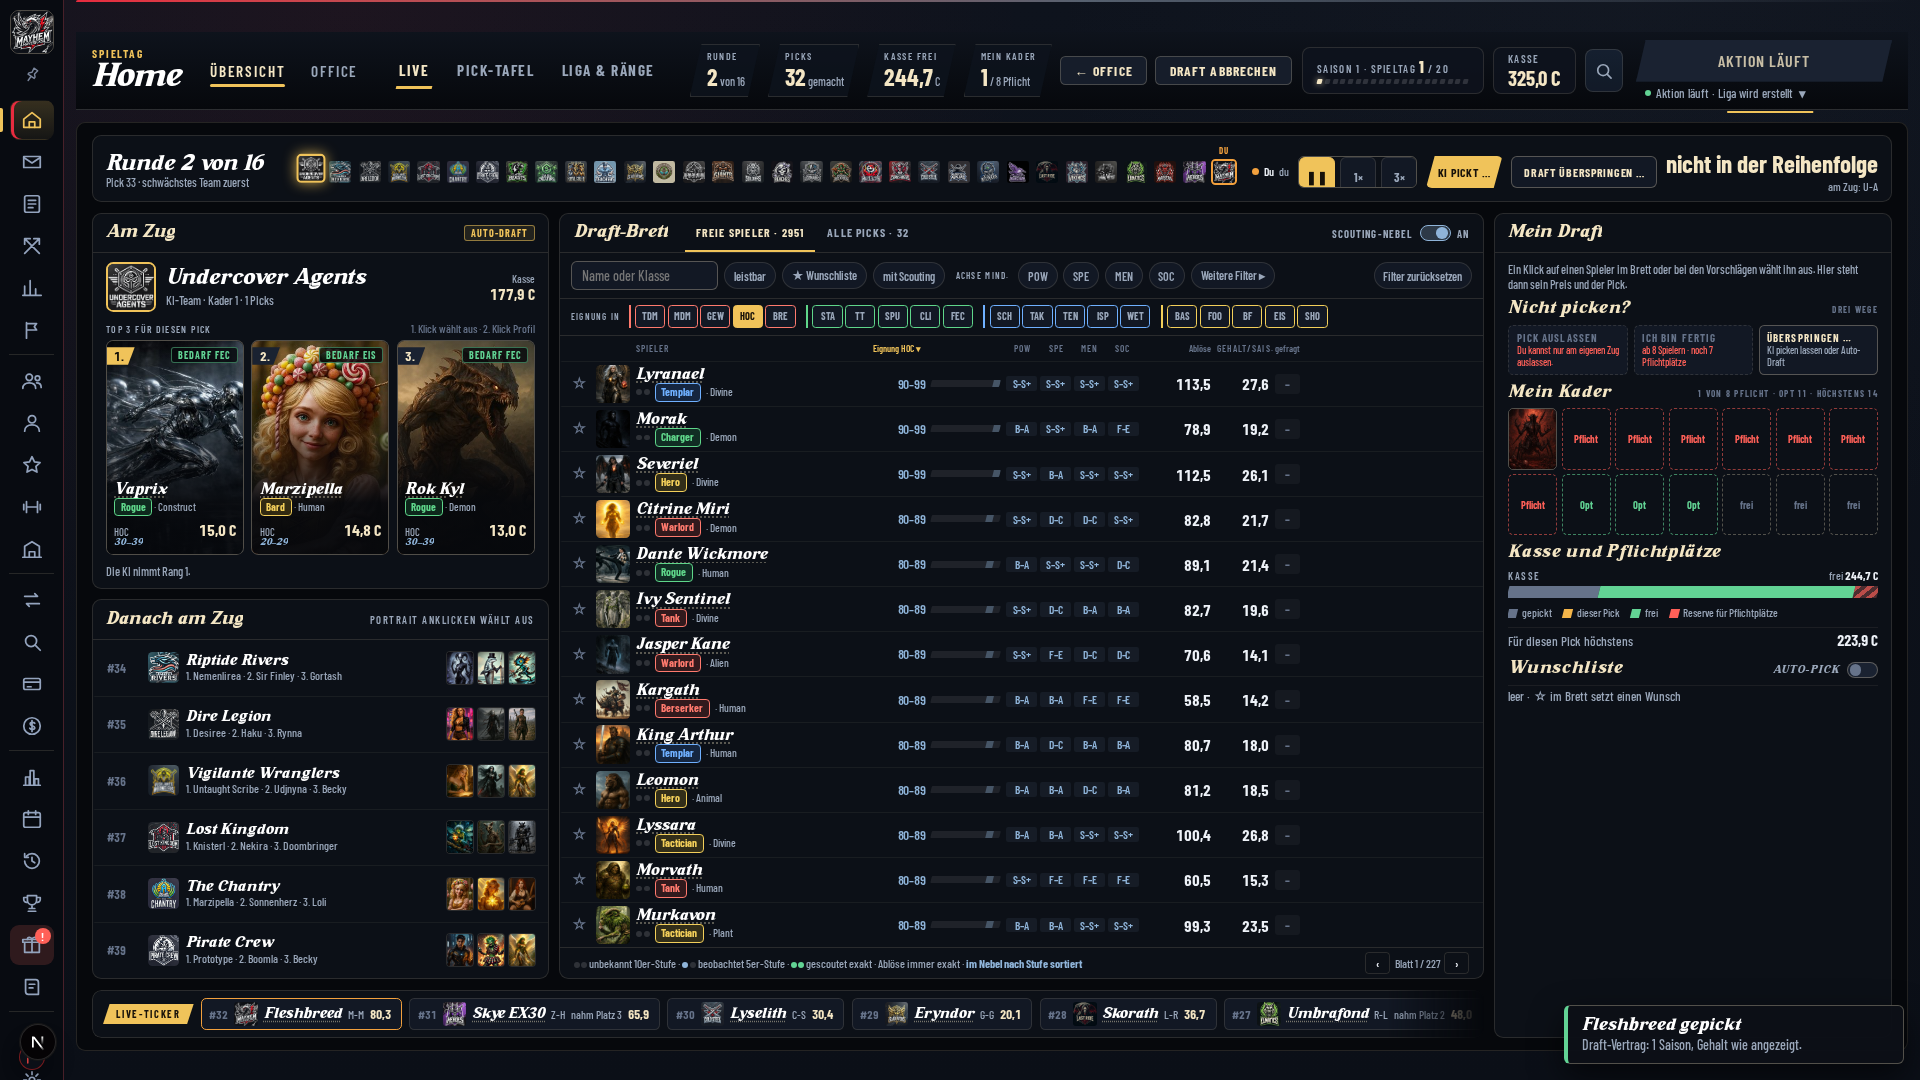 SPIELTAG
Home
ÜBERSICHT
OFFICE
LIVE
PICK-TAFEL
LIGA & RÄNGE
RUNDE
2 von 16
PICKS
32 gemacht
KASSE FREI
244,7 C
MEIN KADER
1 / 8 Pflicht
← OFFICE
DRAFT ABBRECHEN
SAISON 1 · SPIELTAG 1 / 20
KASSE
325,0 C
AKTION LÄUFT
Aktion läuft · Liga wird erstellt ▼
Runde 2 von 16
Pick 33 · schwächstes Team zuerst
DU
Du du
1×
3×
KI PICKT ...
DRAFT ÜBERSPRINGEN ...
nicht in der Reihenfolge
am Zug: U-A
Am Zug
AUTO-DRAFT
Undercover Agents
KI-Team · Kader 1 · 1 Picks
Kasse
177,9 C
TOP 3 FÜR DIESEN PICK
1. Klick wählt aus · 2. Klick Profil
1.
BEDARF FEC
Vaprix
Rogue · Construct
HOC
30–39
15,0 C
2.
BEDARF EIS
Marzipella
Bard · Human
HOC
20–29
14,8 C
3.
BEDARF FEC
Rok Kyl
Rogue · Demon
HOC
30–39
13,0 C
Die KI nimmt Rang 1.
Danach am Zug
PORTRAIT ANKLICKEN WÄHLT AUS
#34
Riptide Rivers
1. Nemenlirea · 2. Sir Finley · 3. Gortash
#35
Dire Legion
1. Desiree · 2. Haku · 3. Rynna
#36
Vigilante Wranglers
1. Untaught Scribe · 2. Udjnyna · 3. Becky
#37
Lost Kingdom
1. Knisterl · 2. Nekira · 3. Doombringer
#38
The Chantry
1. Marzipella · 2. Sonnenherz · 3. Loli
#39
Pirate Crew
1. Prototype · 2. Boomla · 3. Becky
Draft-Brett
FREIE SPIELER · 2951
ALLE PICKS · 32
SCOUTING-NEBEL
AN
Name oder Klasse
leistbar
★ Wunschliste
mit Scouting
ACHSE MIND.
POW
SPE
MEN
SOC
Weitere Filter ▸
Filter zurücksetzen
EIGNUNG IN
TDM
MDM
GEW
HOC
BRE
STA
TT
SPU
CLI
FEC
SCH
TAK
TEN
ISP
WET
BAS
FOO
BF
EIS
SHO
SPIELER
Eignung HOC ▾
POW
SPE
MEN
SOC
Ablöse
GEHALT/SAIS.
gefragt
Lyranael
Templar · Divine
90–99 S–S+ S–S+ S–S+ S–S+ 113,5 27,6 –
Morak
Charger · Demon
90–99 B–A S–S+ B–A F–E 78,9 19,2 –
Severiel
Hero · Divine
90–99 S–S+ B–A S–S+ S–S+ 112,5 26,1 –
Citrine Miri
Warlord · Demon
80–89 S–S+ D–C D–C S–S+ 82,8 21,7 –
Dante Wickmore
Rogue · Human
80–89 B–A S–S+ S–S+ D–C 89,1 21,4 –
Ivy Sentinel
Tank · Divine
80–89 S–S+ D–C B–A B–A 82,7 19,6 –
Jasper Kane
Warlord · Alien
80–89 S–S+ F–E D–C D–C 70,6 14,1 –
Kargath
Berserker · Human
80–89 B–A B–A F–E F–E 58,5 14,2 –
King Arthur
Templar · Human
80–89 B–A D–C B–A B–A 80,7 18,0 –
Leomon
Hero · Animal
80–89 B–A B–A D–C B–A 81,2 18,5 –
Lyssara
Tactician · Divine
80–89 B–A B–A S–S+ S–S+ 100,4 26,8 –
Morvath
Tank · Human
80–89 S–S+ F–E F–E F–E 60,5 15,3 –
Murkavon
Tactician · Plant
80–89 B–A B–A S–S+ S–S+ 99,3 23,5 –
unbekannt 10er-Stufe · beobachtet 5er-Stufe · gescoutet exakt · Ablöse immer exakt · im Nebel nach Stufe sortiert
‹
Blatt 1 / 227
›
Mein Draft
Ein Klick auf einen Spieler im Brett oder bei den Vorschlägen wählt ihn aus. Hier steht
dann sein Preis und der Pick.
Nicht picken?
DREI WEGE
PICK AUSLASSEN
Du kannst nur am eigenen Zug
auslassen.
ICH BIN FERTIG
ab 8 Spielern · noch 7
Pflichtplätze
ÜBERSPRINGEN ...
KI picken lassen oder Auto-
Draft
Mein Kader
1 VON 8 PFLICHT · OPT 11 · HÖCHSTENS 14
Pflicht
Pflicht
Pflicht
Pflicht
Pflicht
Pflicht
Pflicht
Opt
Opt
Opt
frei
frei
frei
Kasse und Pflichtplätze
KASSE
frei 244,7 C
gepickt
dieser Pick
frei
Reserve für Pflichtplätze
Für diesen Pick höchstens
223,9 C
Wunschliste
AUTO-PICK
leer · ☆ im Brett setzt einen Wunsch
LIVE-TICKER
#32 Fleshbreed M-M 80,3
#31 Skye EX30 Z-H nahm Platz 3 65,9
#30 Lyselith C-S 30,4
#29 Eryndor G-G 20,1
#28 Skorath L-R 36,7
#27 Umbrafond R-L nahm Platz 2 48,0
Fleshbreed gepickt
Draft-Vertrag: 1 Saison, Gehalt wie angezeigt.